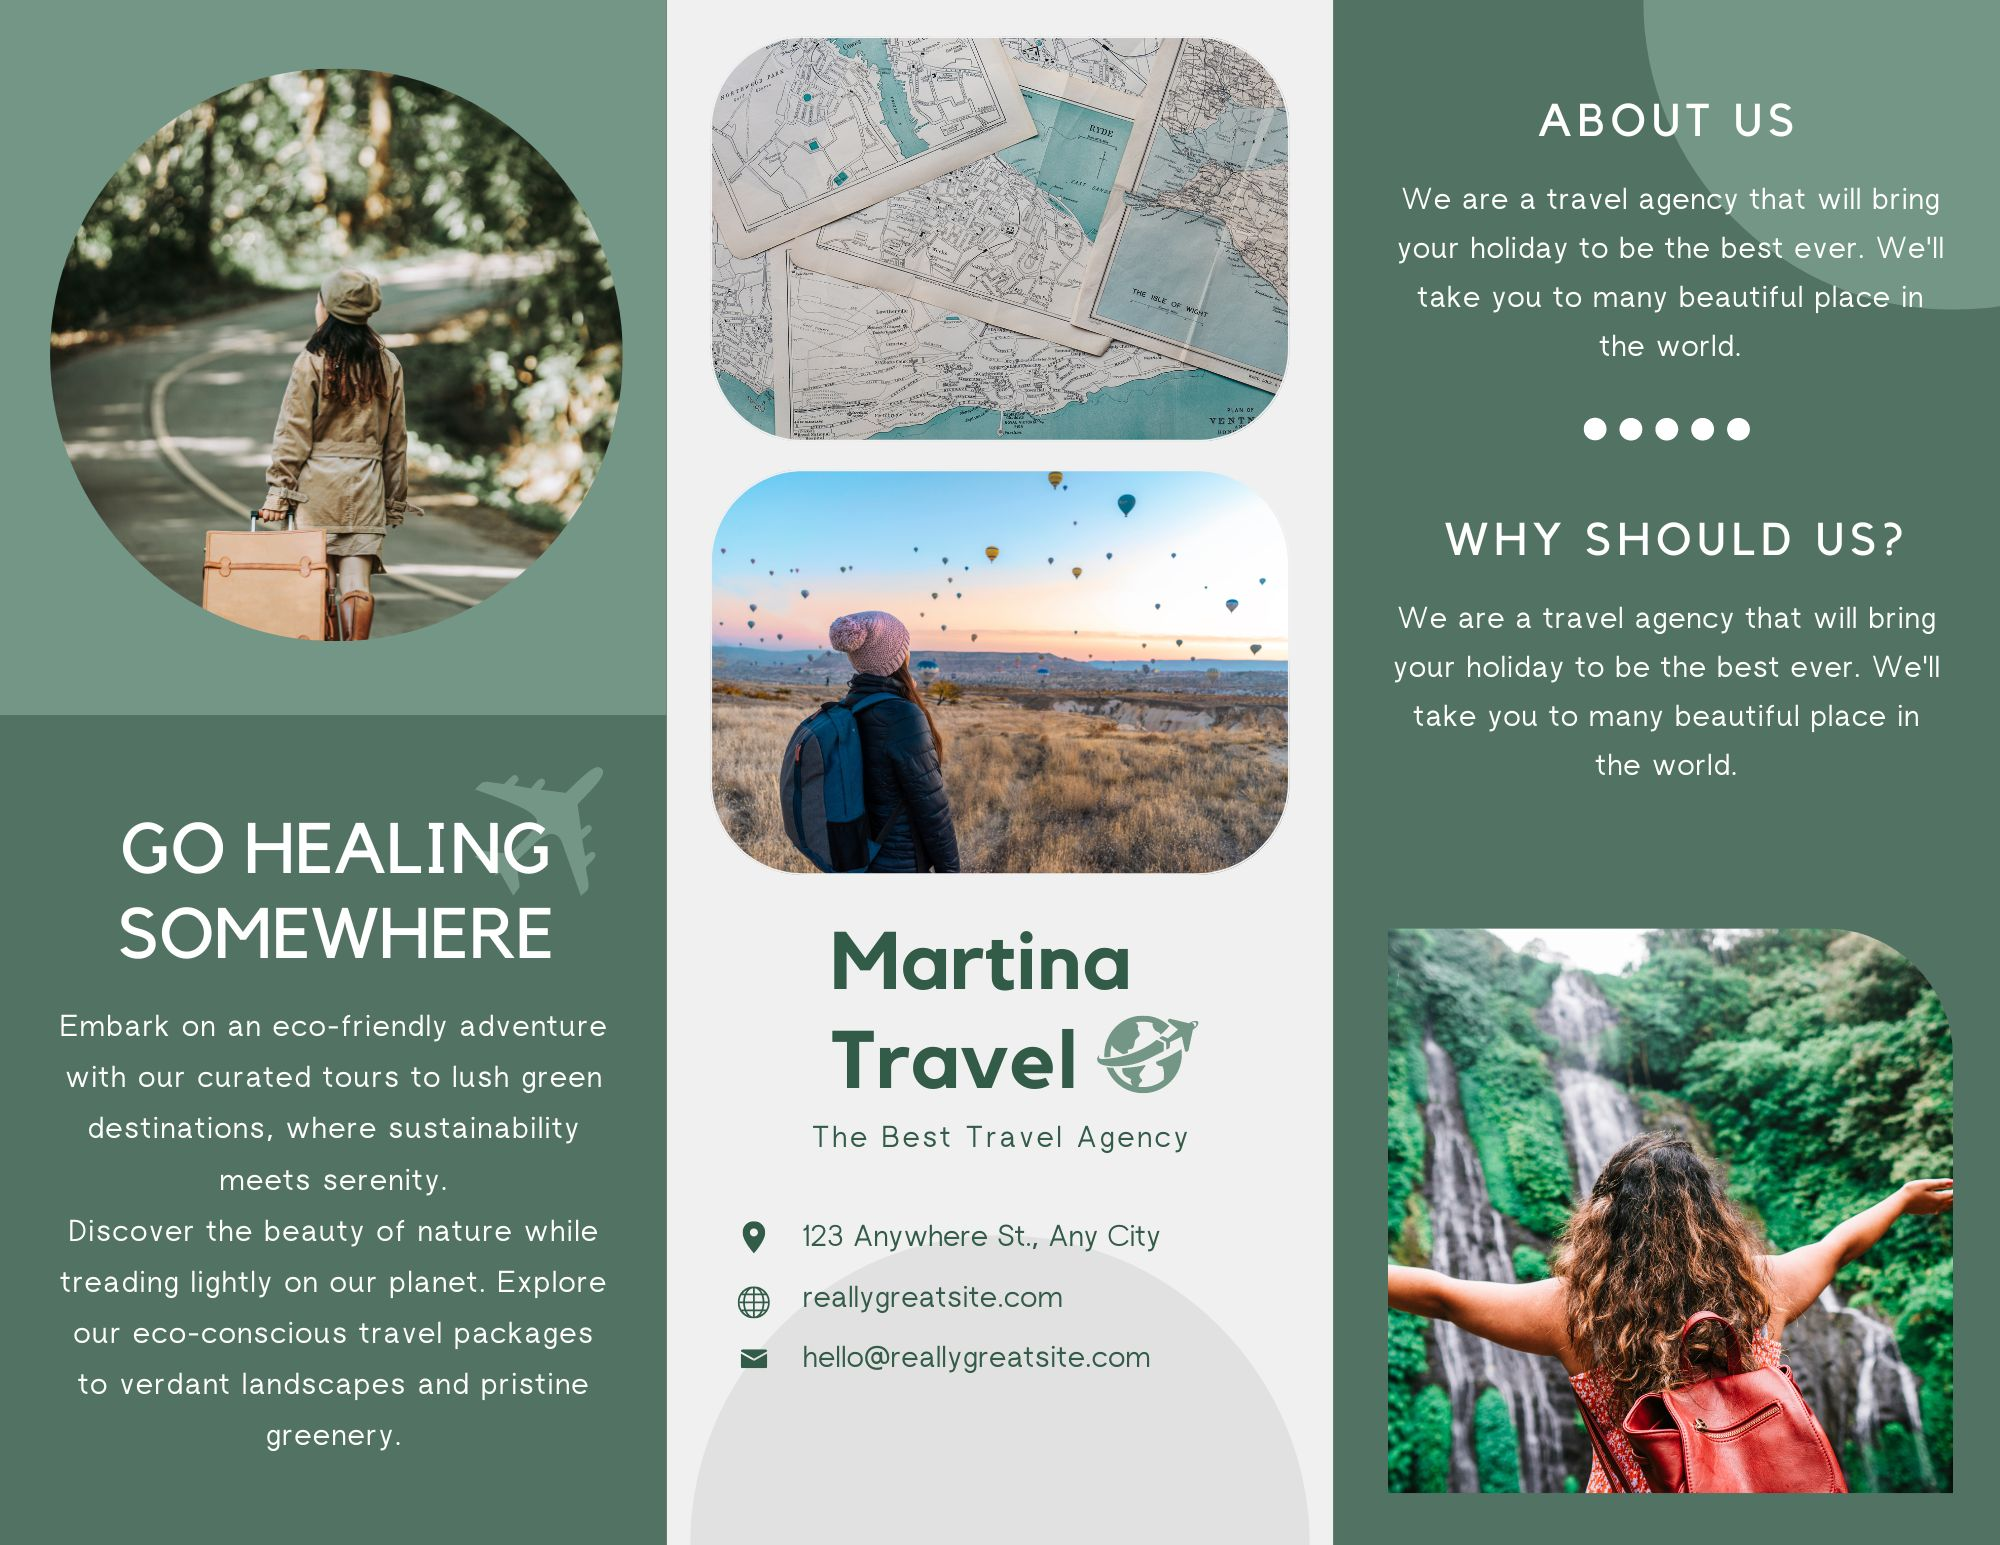 GO HEALING
SOMEWHERE
Embark on an eco-friendly adventure
with our curated tours to lush green
destinations, where sustainability
meets serenity.
Discover the beauty of nature while
treading lightly on our planet. Explore
our eco-conscious travel packages
to verdant landscapes and pristine
greenery.
NORTHWOOD PARK
RYDE
THE ISLE OF WIGHT
PLAN OF
VENTN
Martina
Travel
The Best Travel Agency
123 Anywhere St., Any City
reallygreatsite.com
hello@reallygreatsite.com
ABOUT US
We are a travel agency that will bring
your holiday to be the best ever. We'll
take you to many beautiful place in
the world.
WHY SHOULD US?
We are a travel agency that will bring
your holiday to be the best ever. We'll
take you to many beautiful place in
the world.